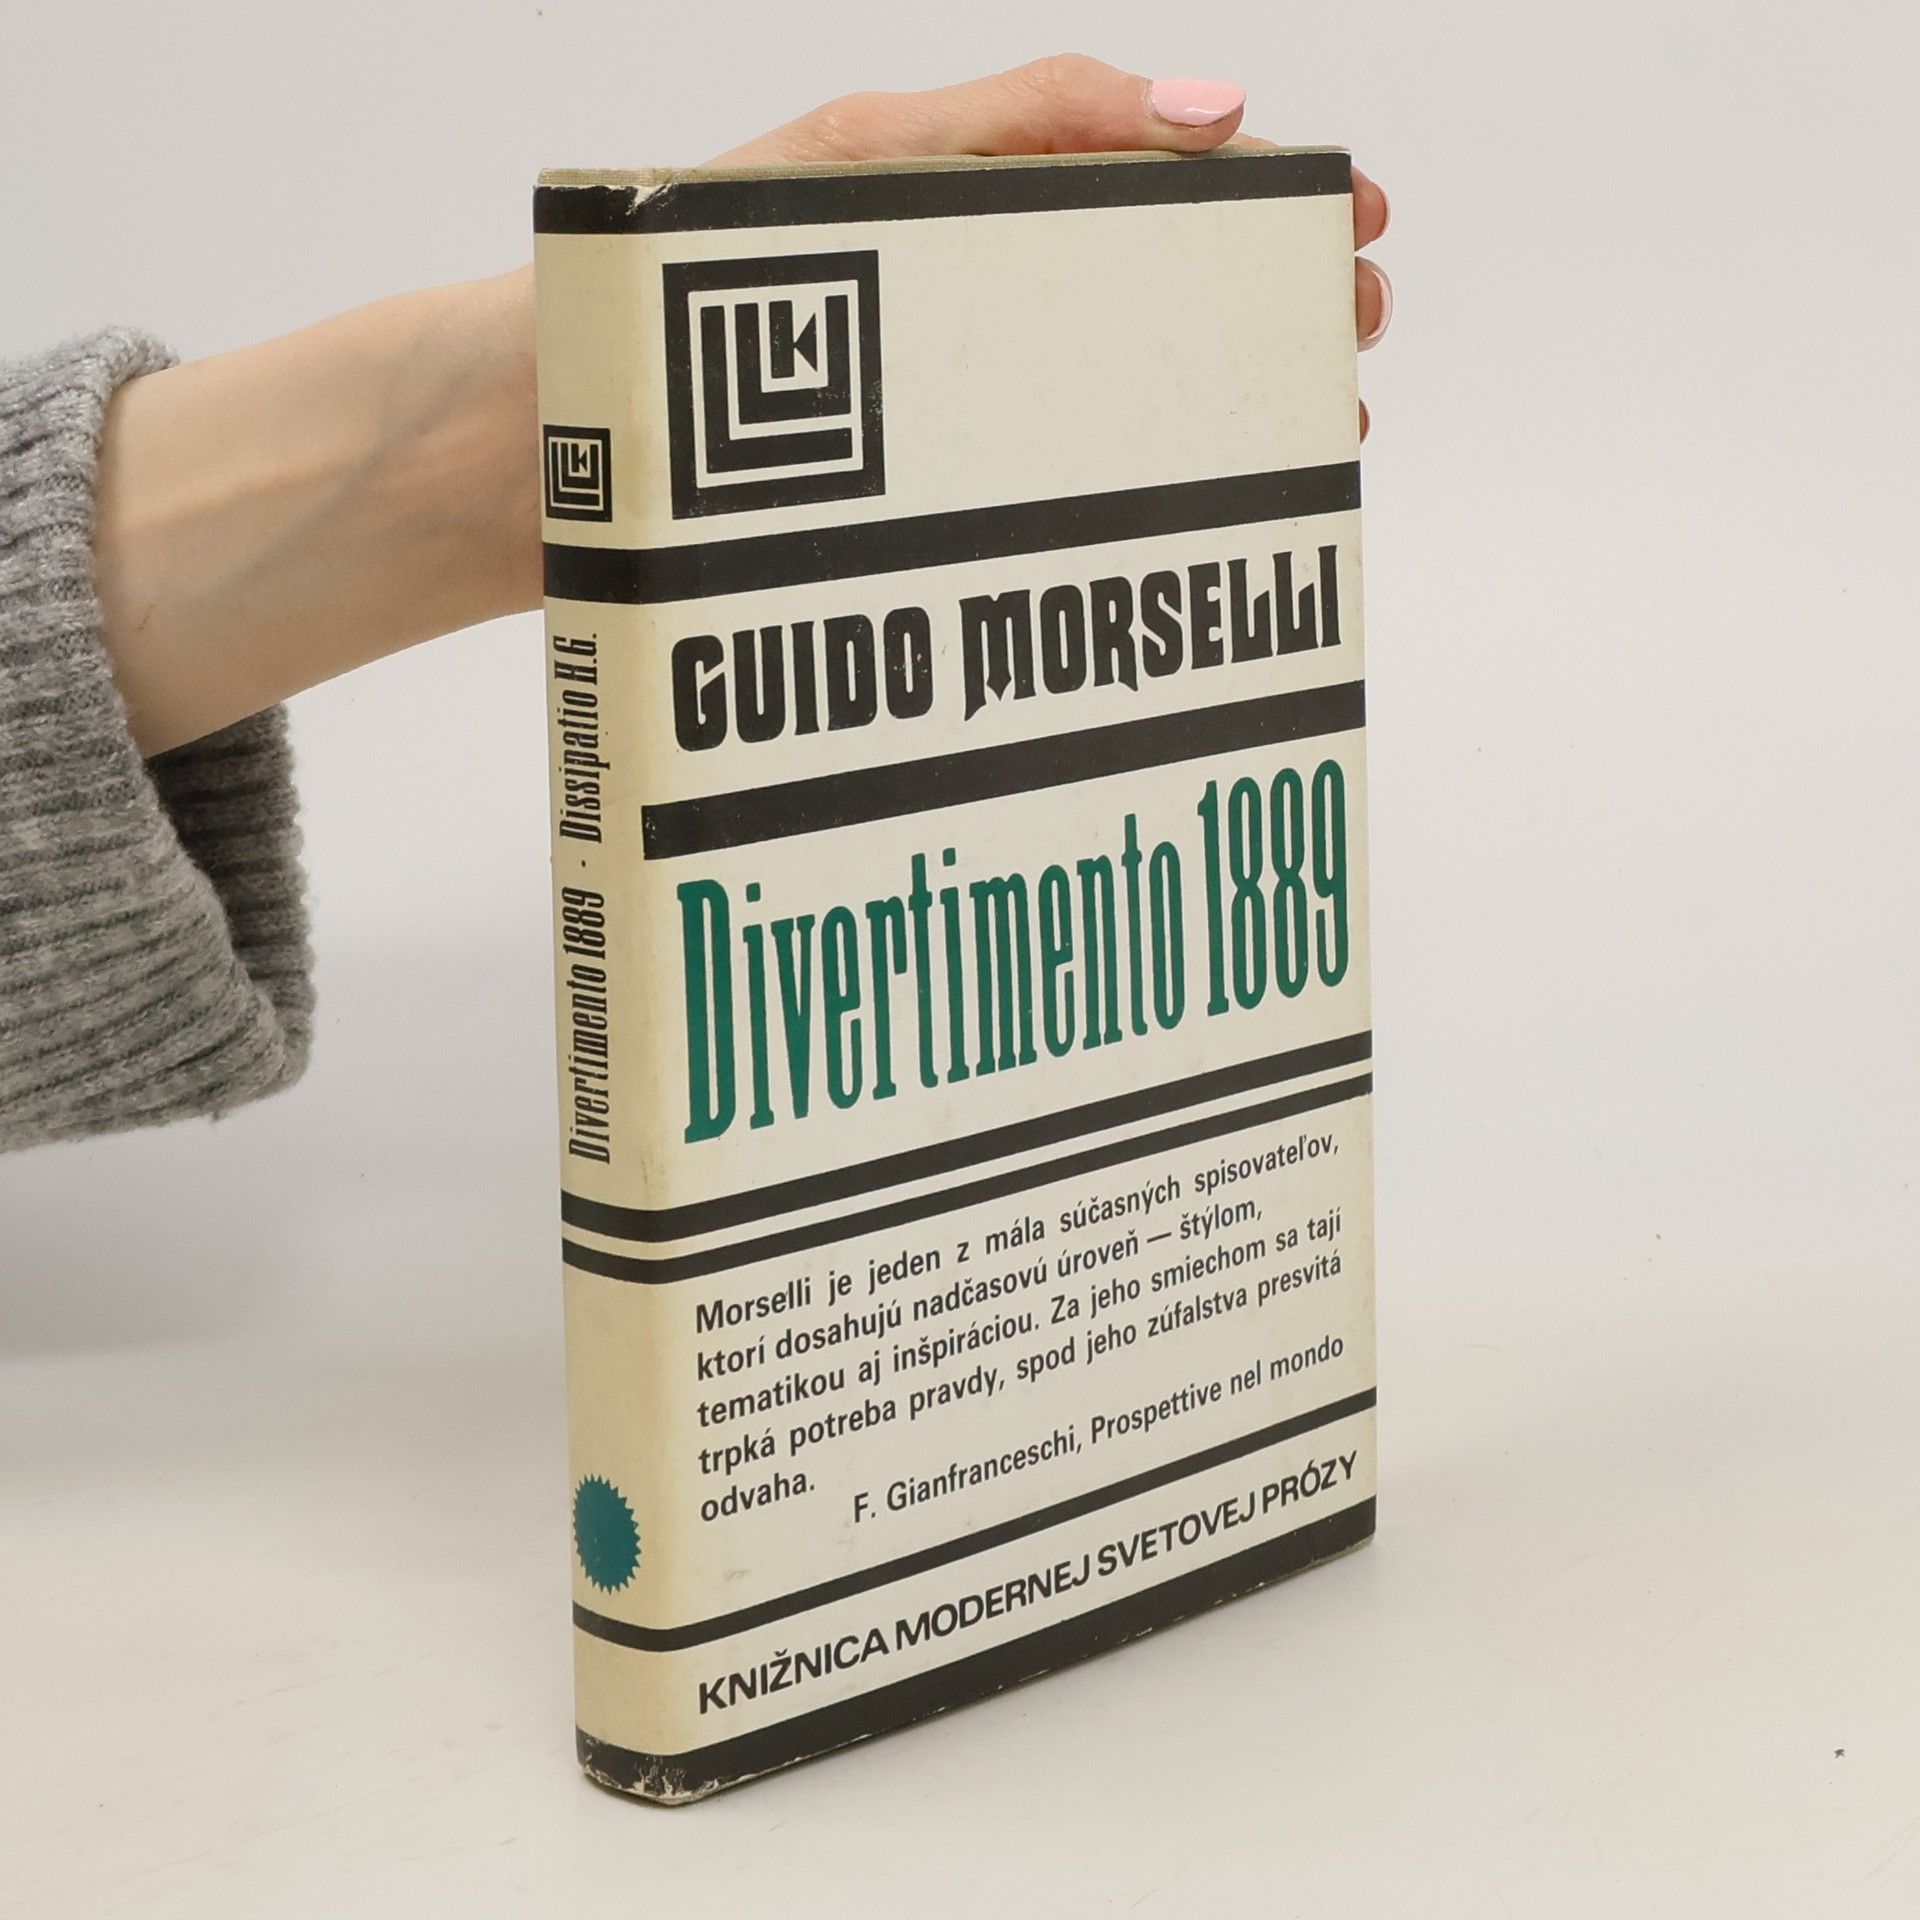 GUIDO MORSELLI
Divertimento 1889
Morselli je jeden z mála súčasných spisovateľov,
ktorí dosahujú nadčasovú úroveň — štýlom,
tematikou aj inšpiráciou. Za jeho smiechom sa tají
trpká potreba pravdy, spod jeho zúfalstva presvitá
odvaha.
F. Gianfranceschi, Prospettive nel mondo
KNIŽNICA MODERNEJ SVETOVEJ PRÓZY
Divertimento 1889 · Dissipatio H.G.